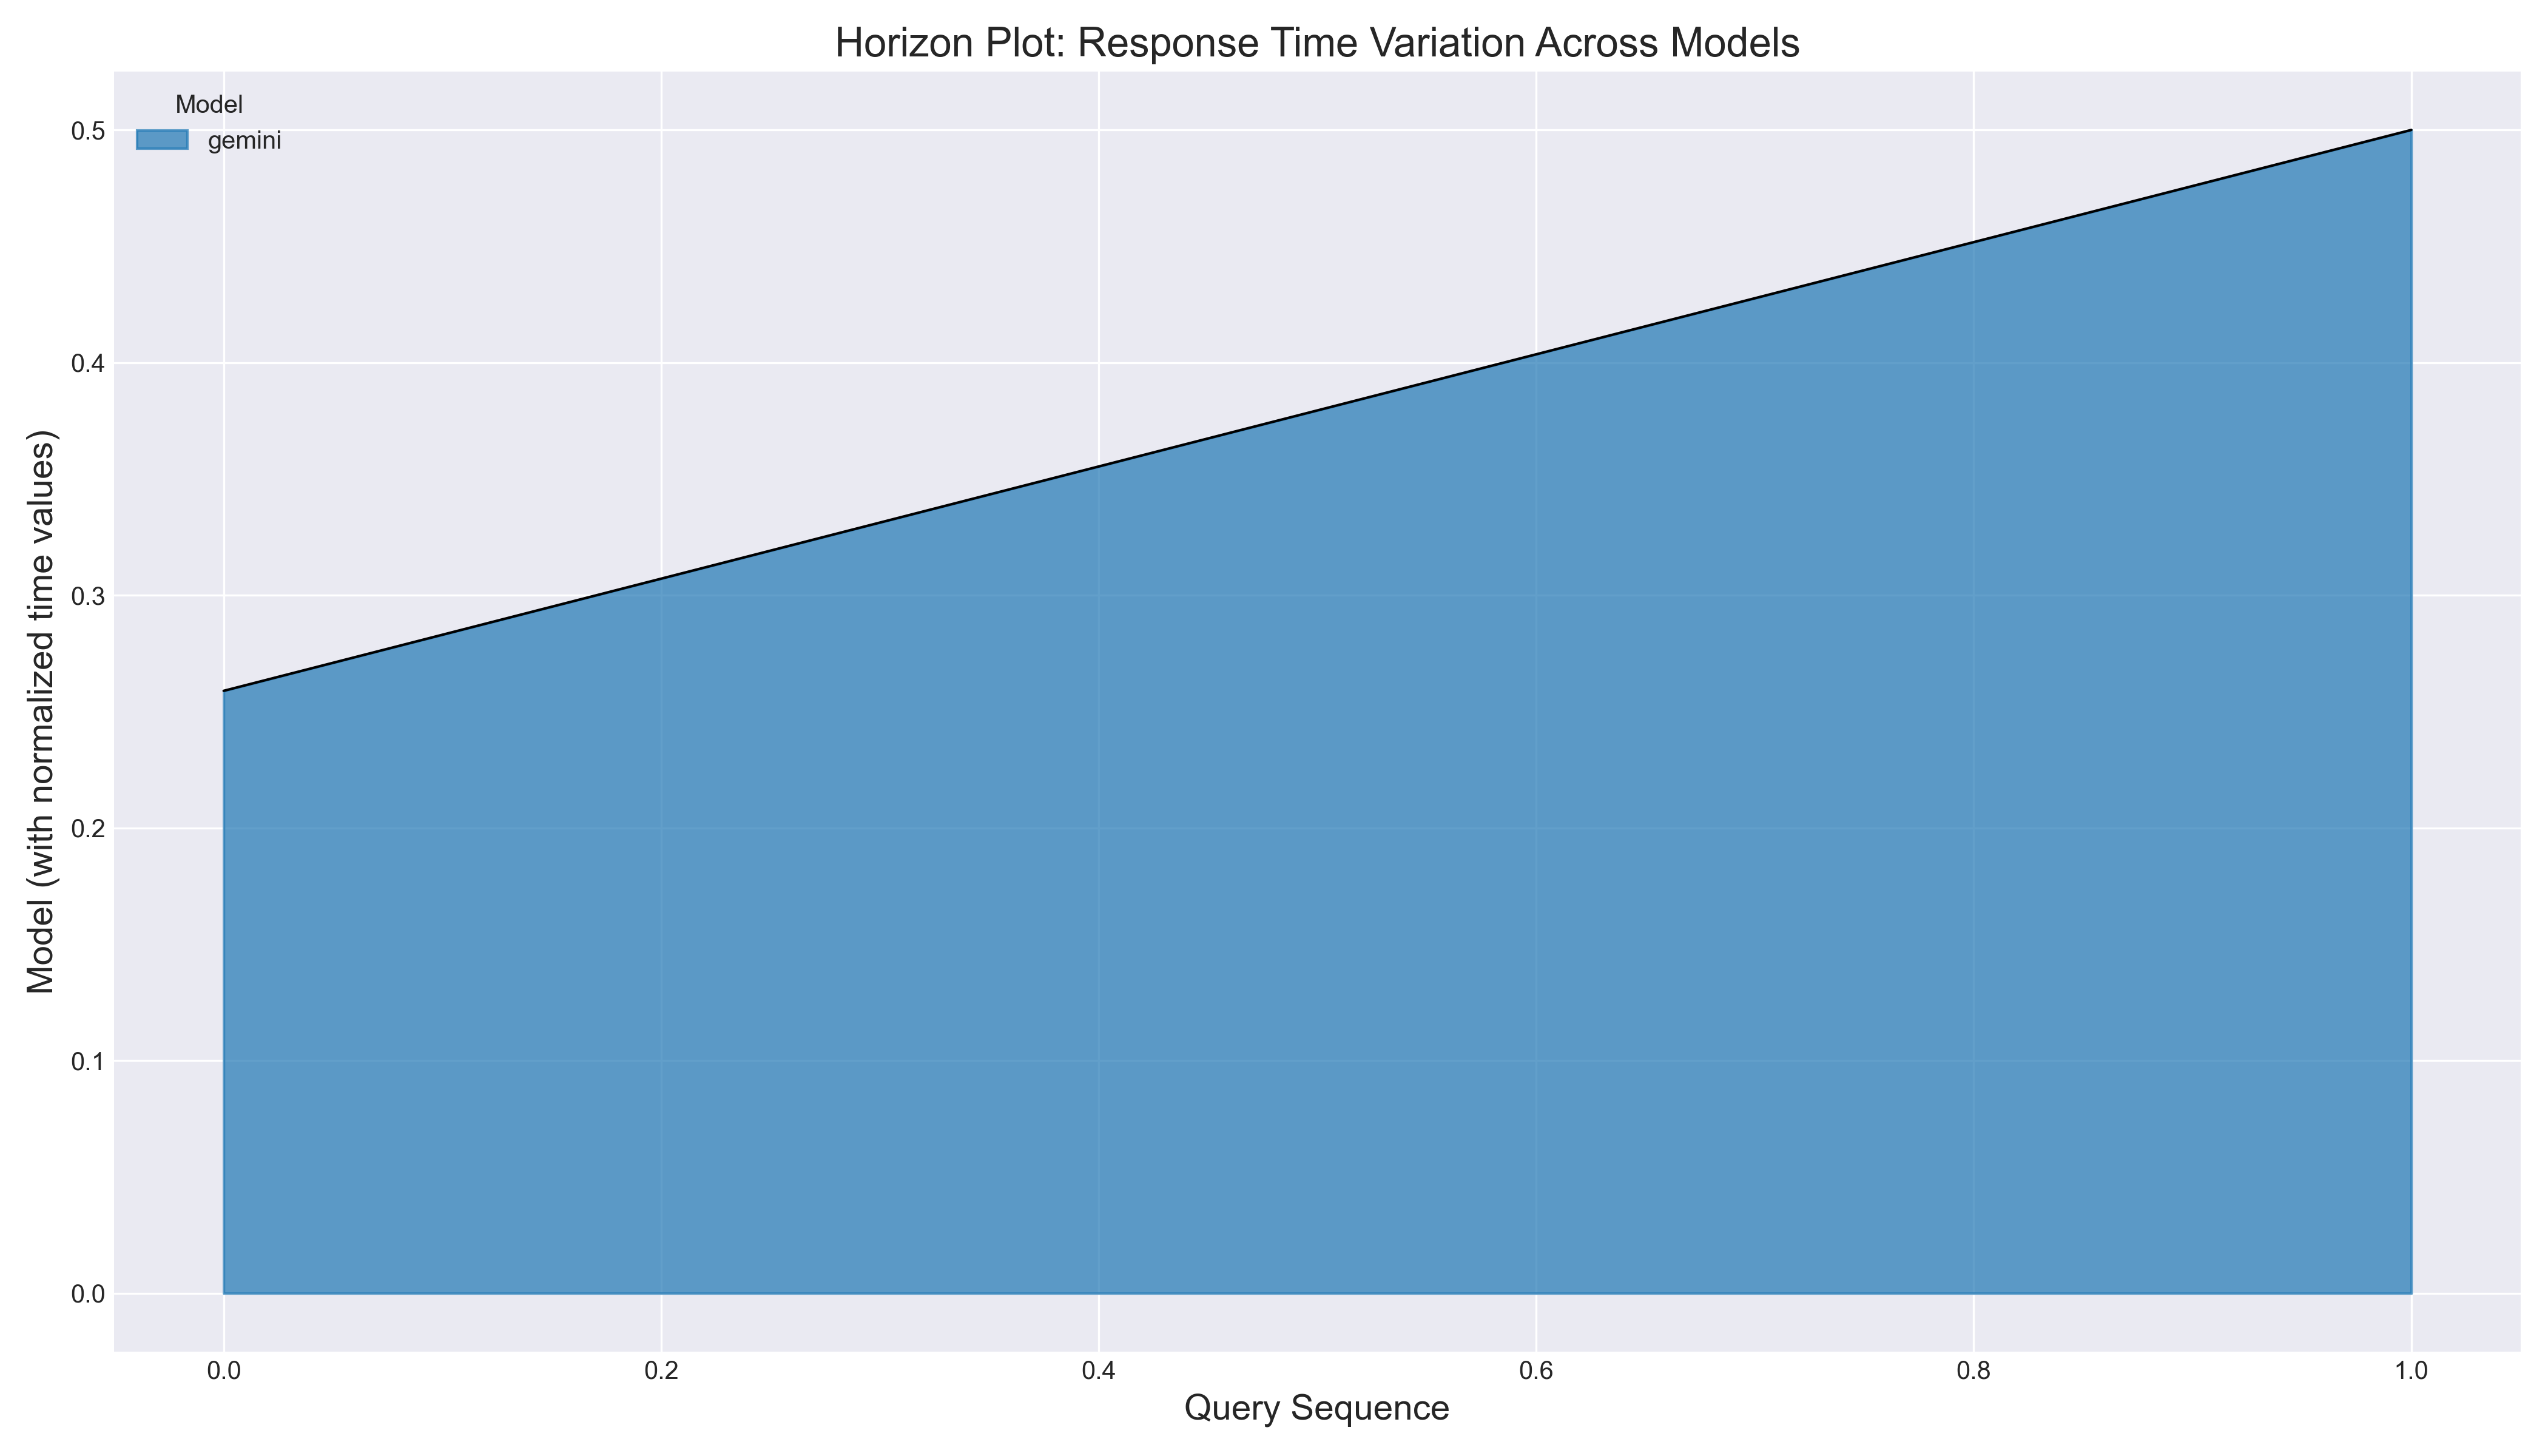 Horizon Plot: Response Time Variation Across Models
Model
gemini
0.5
0.4
0.3
0.2
0.1
0.0
Model (with normalized time values)
0.0 0.2 0.4 0.6 0.8 1.0
Query Sequence